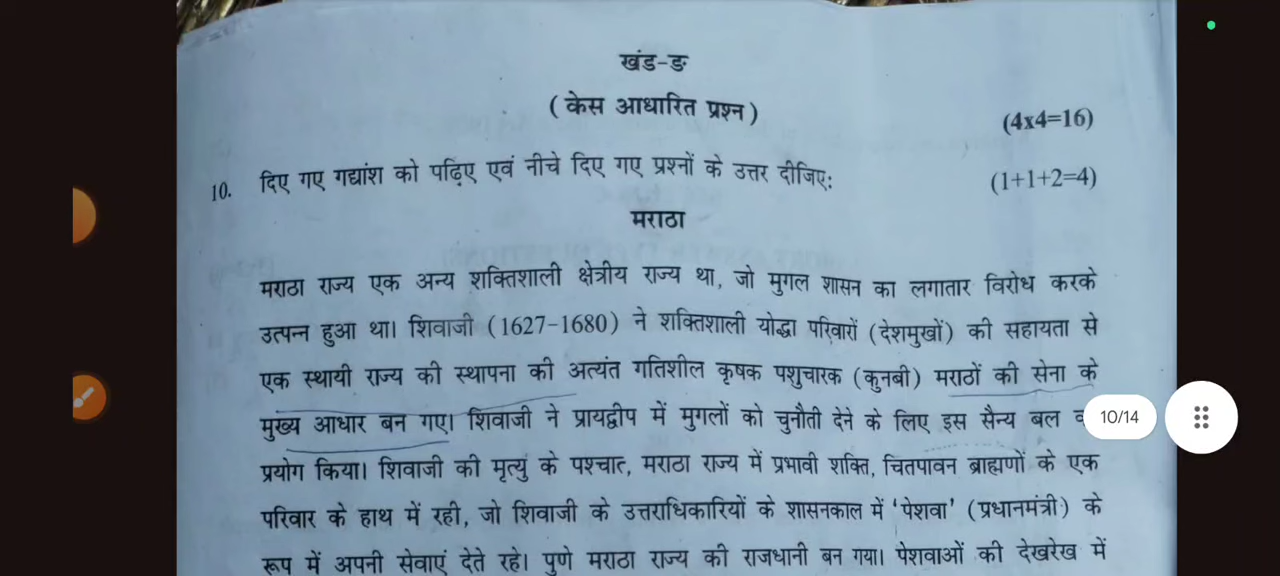 खंड-ङ
(केस आधारित प्रश्न)
(4x4=16)
10. दिए गए गद्यांश को पढ़िए एवं नीचे दिए गए प्रश्नों के उत्तर दीजिए: (1+1+2=4)
मराठा
मराठा राज्य एक अन्य शक्तिशाली क्षेत्रीय राज्य था, जो मुगल शासन का लगातार विरोध करके
उत्पन्न हुआ था। शिवाजी (1627-1680) ने शक्तिशाली योद्धा परिवारों (देशमुखों) की सहायता से
एक स्थायी राज्य की स्थापना की अत्यंत गतिशील कृषक पशुचारक (कुनबी) मराठों की सेना के
मुख्य आधार बन गए। शिवाजी ने प्रायद्वीप में मुगलों को चुनौती देने के लिए इस सैन्य बल
10/14
प्रयोग किया। शिवाजी की मृत्यु के पश्चात्, मराठा राज्य में प्रभावी शक्ति, चितपावन ब्राह्मणों के एक
परिवार के हाथ में रही, जो शिवाजी के उत्तराधिकारियों के शासनकाल में 'पेशवा' (प्रधानमंत्री) के
रूप में अपनी सेवाएं देते रहे। पुणे मराठा राज्य की राजधानी बन गया। पेशवाओं की देखरेख में